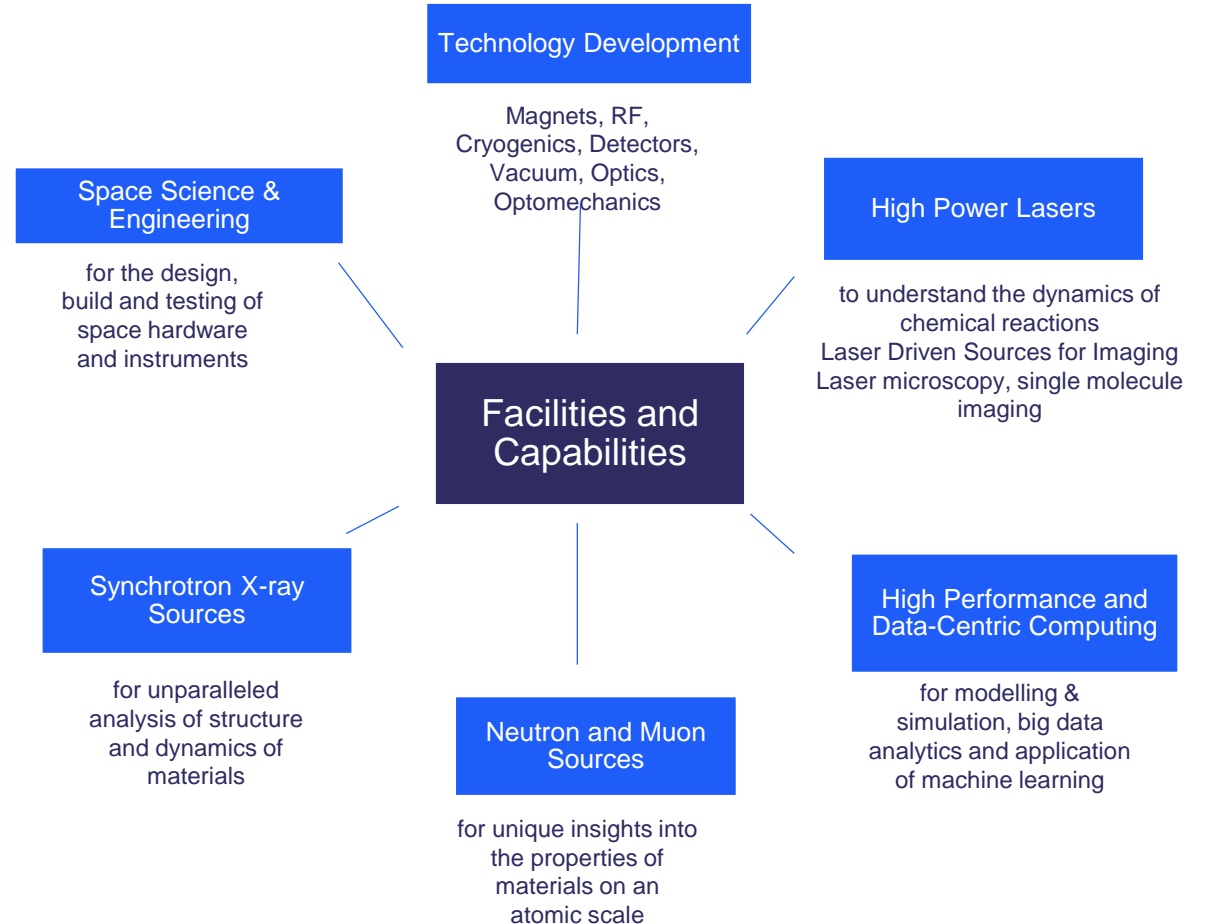 Technology Development
Magnets, RF,
Cryogenics, Detectors,
Vacuum, Optics,
Optomechanics
Space Science &
Engineering
for the design,
build and testing of
space hardware
and instruments
High Power Lasers
to understand the dynamics of
chemical reactions
Laser Driven Sources for Imaging
Laser microscopy, single molecule
imaging
Facilities and
Capabilities
Synchrotron X-ray
Sources
for unparalleled
analysis of structure
and dynamics of
materials
Neutron and Muon
Sources
for unique insights into
the properties of
materials on an
atomic scale
High Performance and
Data-Centric Computing
for modelling &
simulation, big data
analytics and application
of machine learning